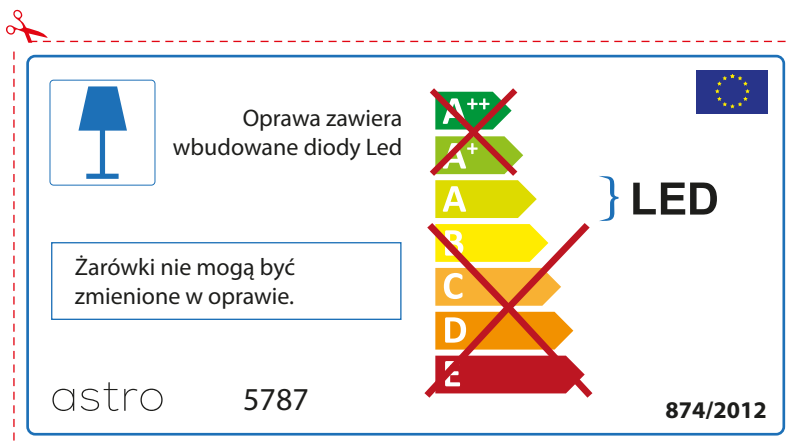 Oprawa zawiera
wbudowane diody Led
A++
A+
A
B
C
D
E
LED
Żarówki nie mogą być
zmienione w oprawie.
astro
5787
874/2012